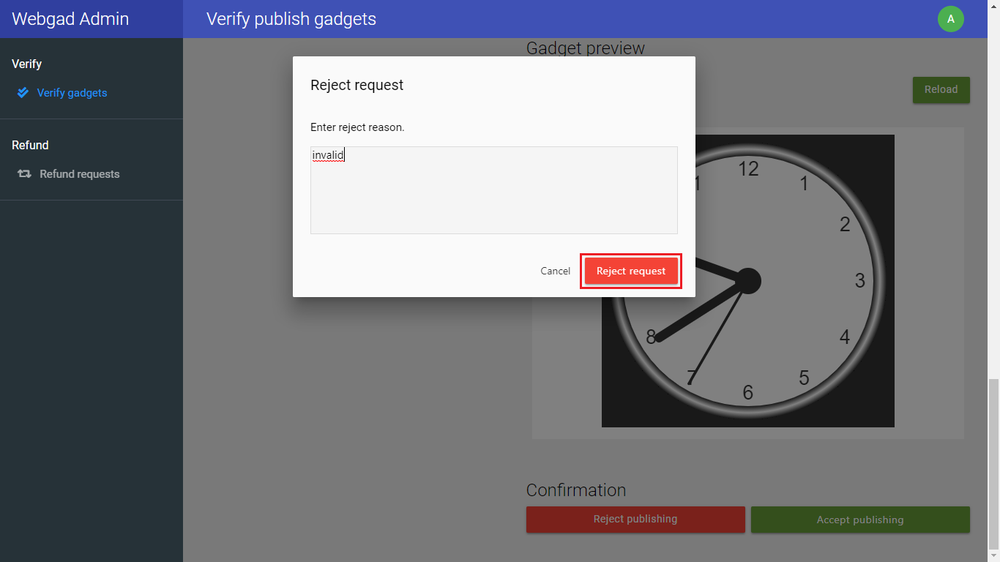 Webgad Admin
Verify publish gadgets
A
Verify
Verify gadgets
Refund
Refund requests
Gadget preview
Reload
Reject request
Enter reject reason.
invalid
Cancel
Reject request
12
1
1
2
3
4
5
6
7
8
Confirmation
Reject publishing
Accept publishing